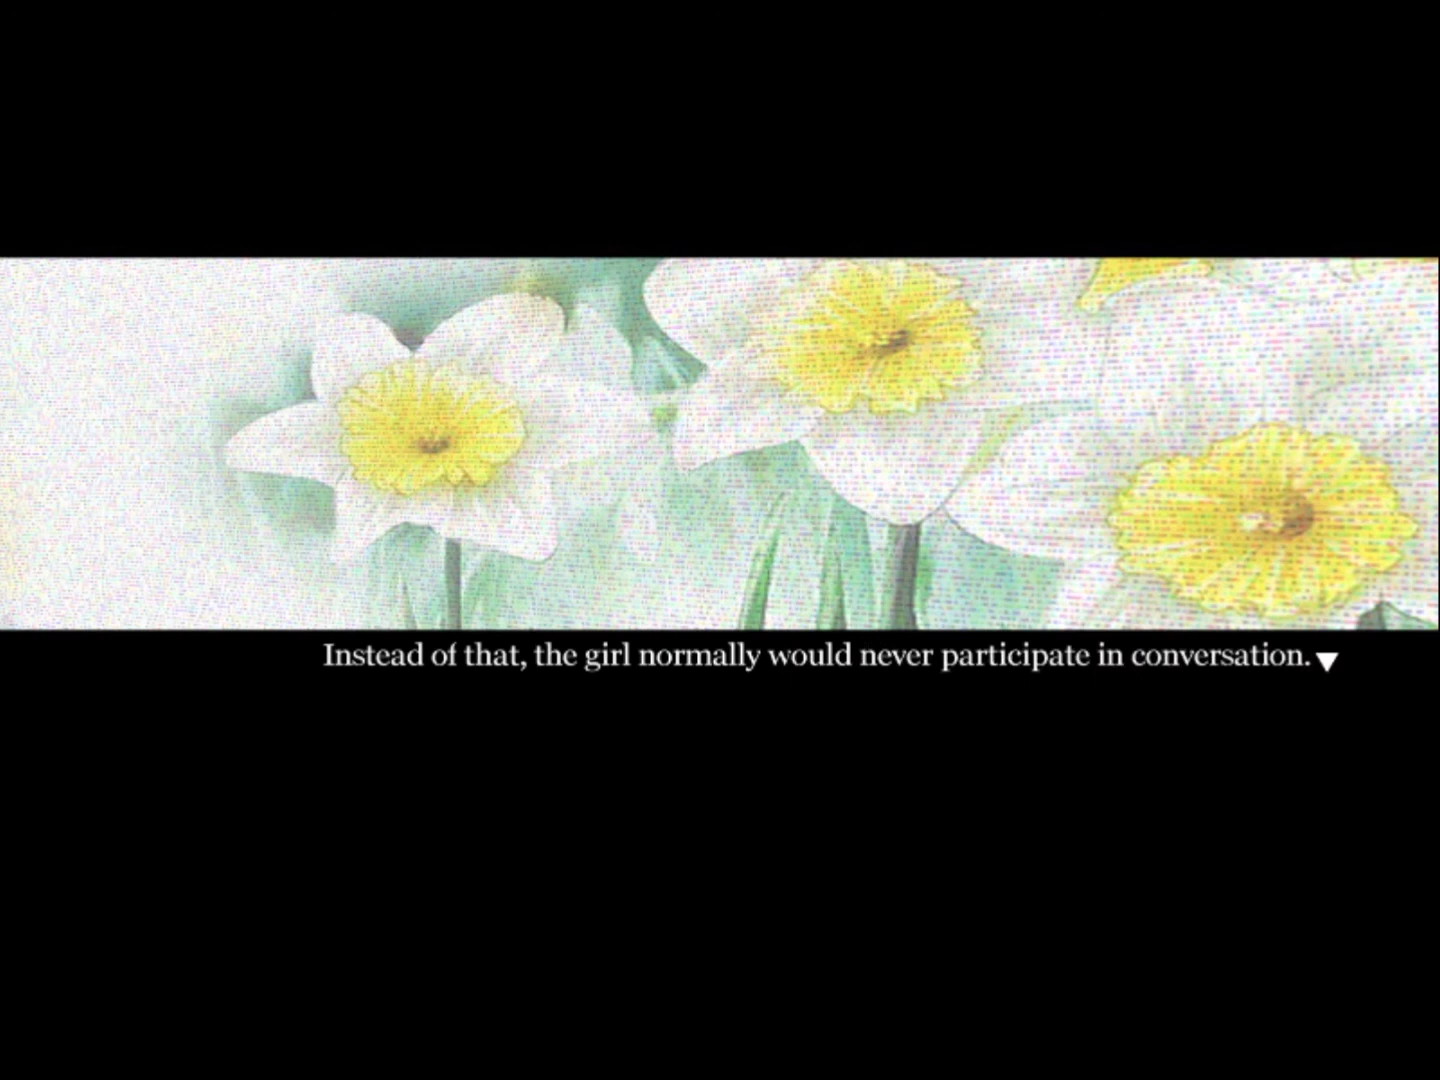 Instead of that, the girl normally would never participate in conversation.